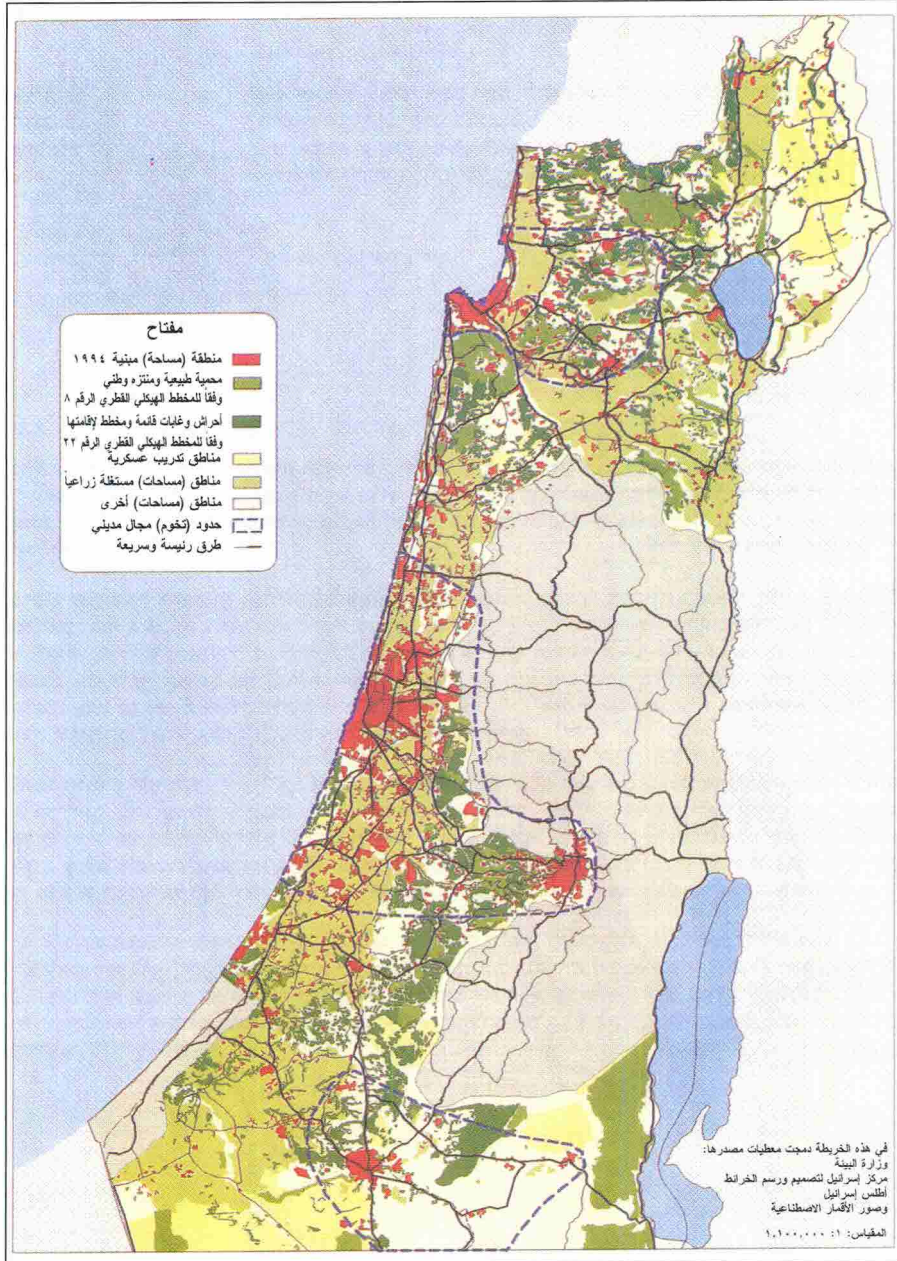 مفتاح
منطقة (مساحة) مبنية ١٩٩٤
محمية طبيعية ومنتزه وطني
وفقاً للمخطط الهيكلي القطري الرقم ٨
أحراش وغابات قائمة ومخطط لإقامتها
وفقاً للمخطط الهيكلي القطري الرقم ٢٢
مناطق تدريب عسكرية
مناطق (مساحات) مستغلة زراعياً
مناطق (مساحات) أخرى
حدود (تخوم) مجال مديني
طرق رئيسة وسريعة
في هذه الخريطة دمجت معطيات مصدرها:
وزارة البيئة
مركز إسرائيل لتصميم ورسم الخرائط
أطلس إسرائيل
وصور الأقمار الاصطناعية
المقياس: ١: ١,١٠٠,٠٠٠